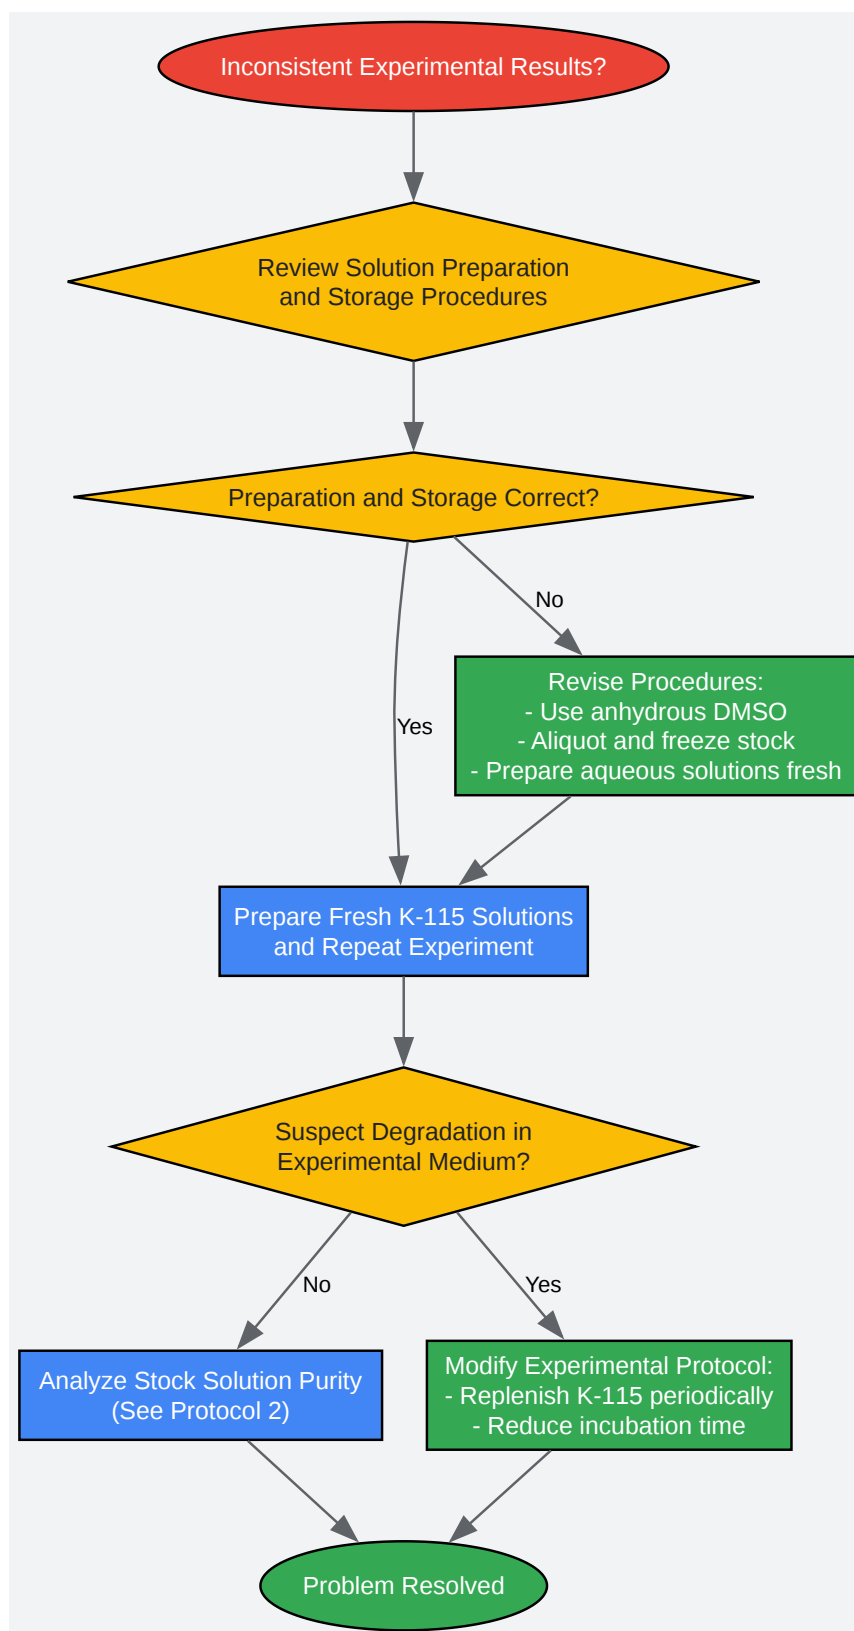 Inconsistent Experimental Results?
Review Solution Preparation
and Storage Procedures
Preparation and Storage Correct?
No
Revise Procedures:
- Use anhydrous DMSO
- Aliquot and freeze stock
- Prepare aqueous solutions fresh
Yes
Prepare Fresh K-115 Solutions
and Repeat Experiment
Suspect Degradation in
Experimental Medium?
No
Yes
Analyze Stock Solution Purity
(See Protocol 2)
Modify Experimental Protocol:
- Replenish K-115 periodically
- Reduce incubation time
Problem Resolved